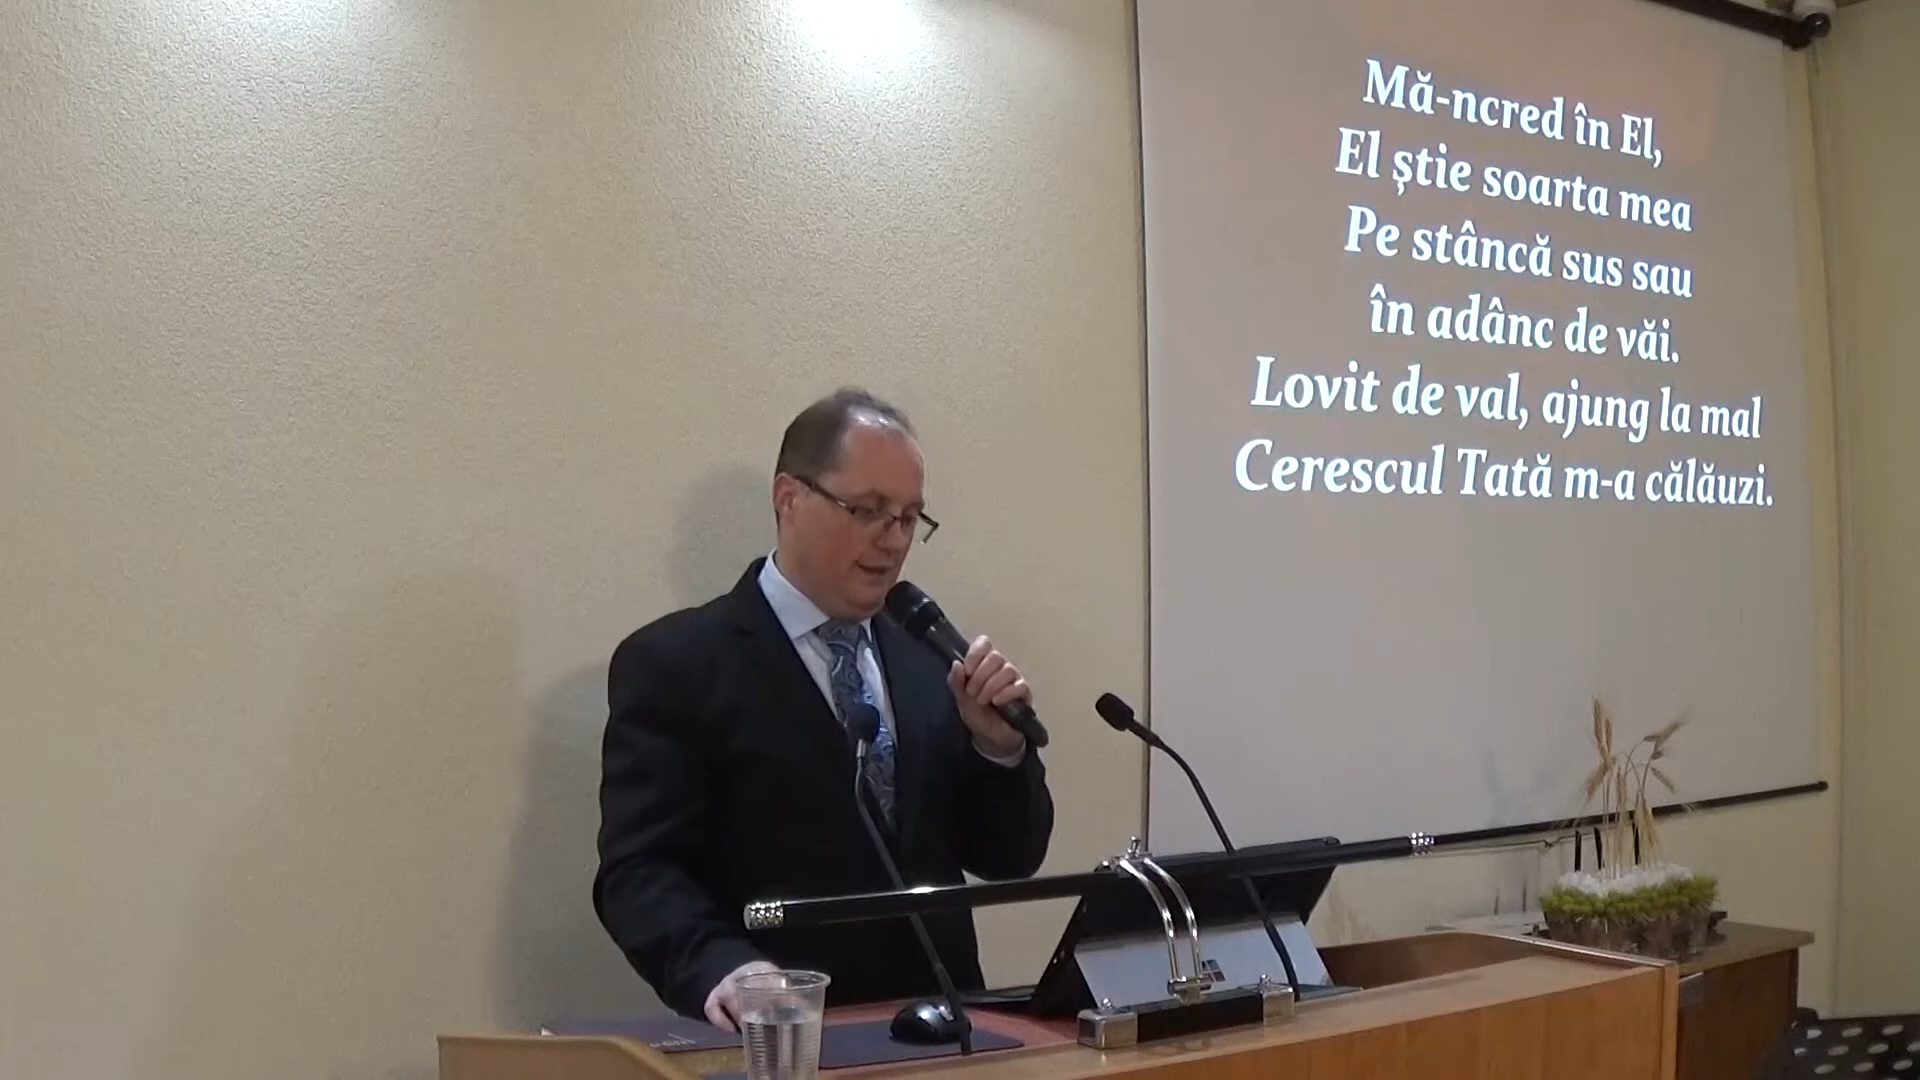 Mă-ncred în El,
El știe soarta mea
Pe stâncă sus sau
în adânc de văi.
Lovit de val, ajung la mal
Cerescul Tată m-a călăuzi.